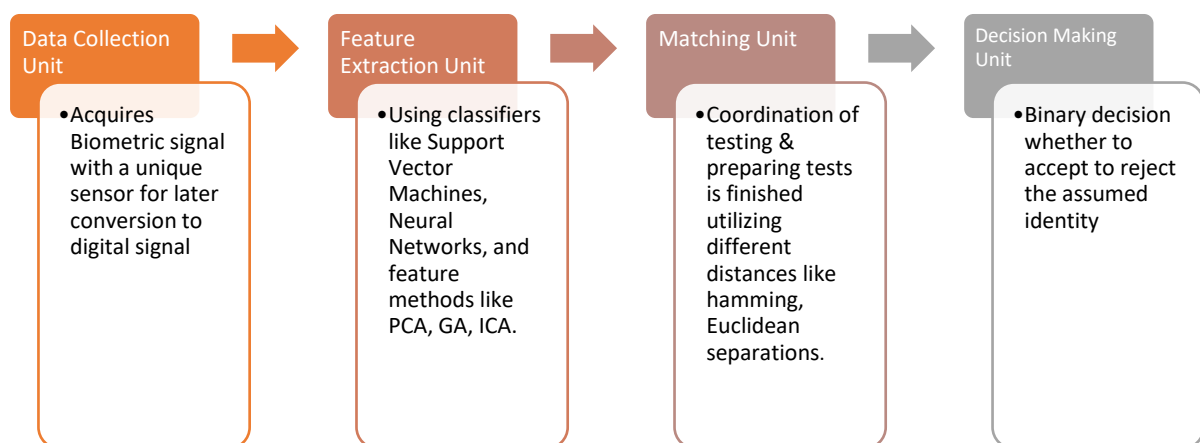 Data Collection
Unit
•Acquires
Biometric signal
with a unique
sensor for later
conversion to
digital signal
Feature
Extraction Unit
•Using classifiers
like Support
Vector
Machines,
Neural
Networks, and
feature
methods like
PCA, GA, ICA.
Matching Unit
•Coordination of
testing &
preparing tests
is finished
utilizing
different
distances like
hamming,
Euclidean
separations.
Decision Making
Unit
•Binary decision
whether to
accept to reject
the assumed
identity